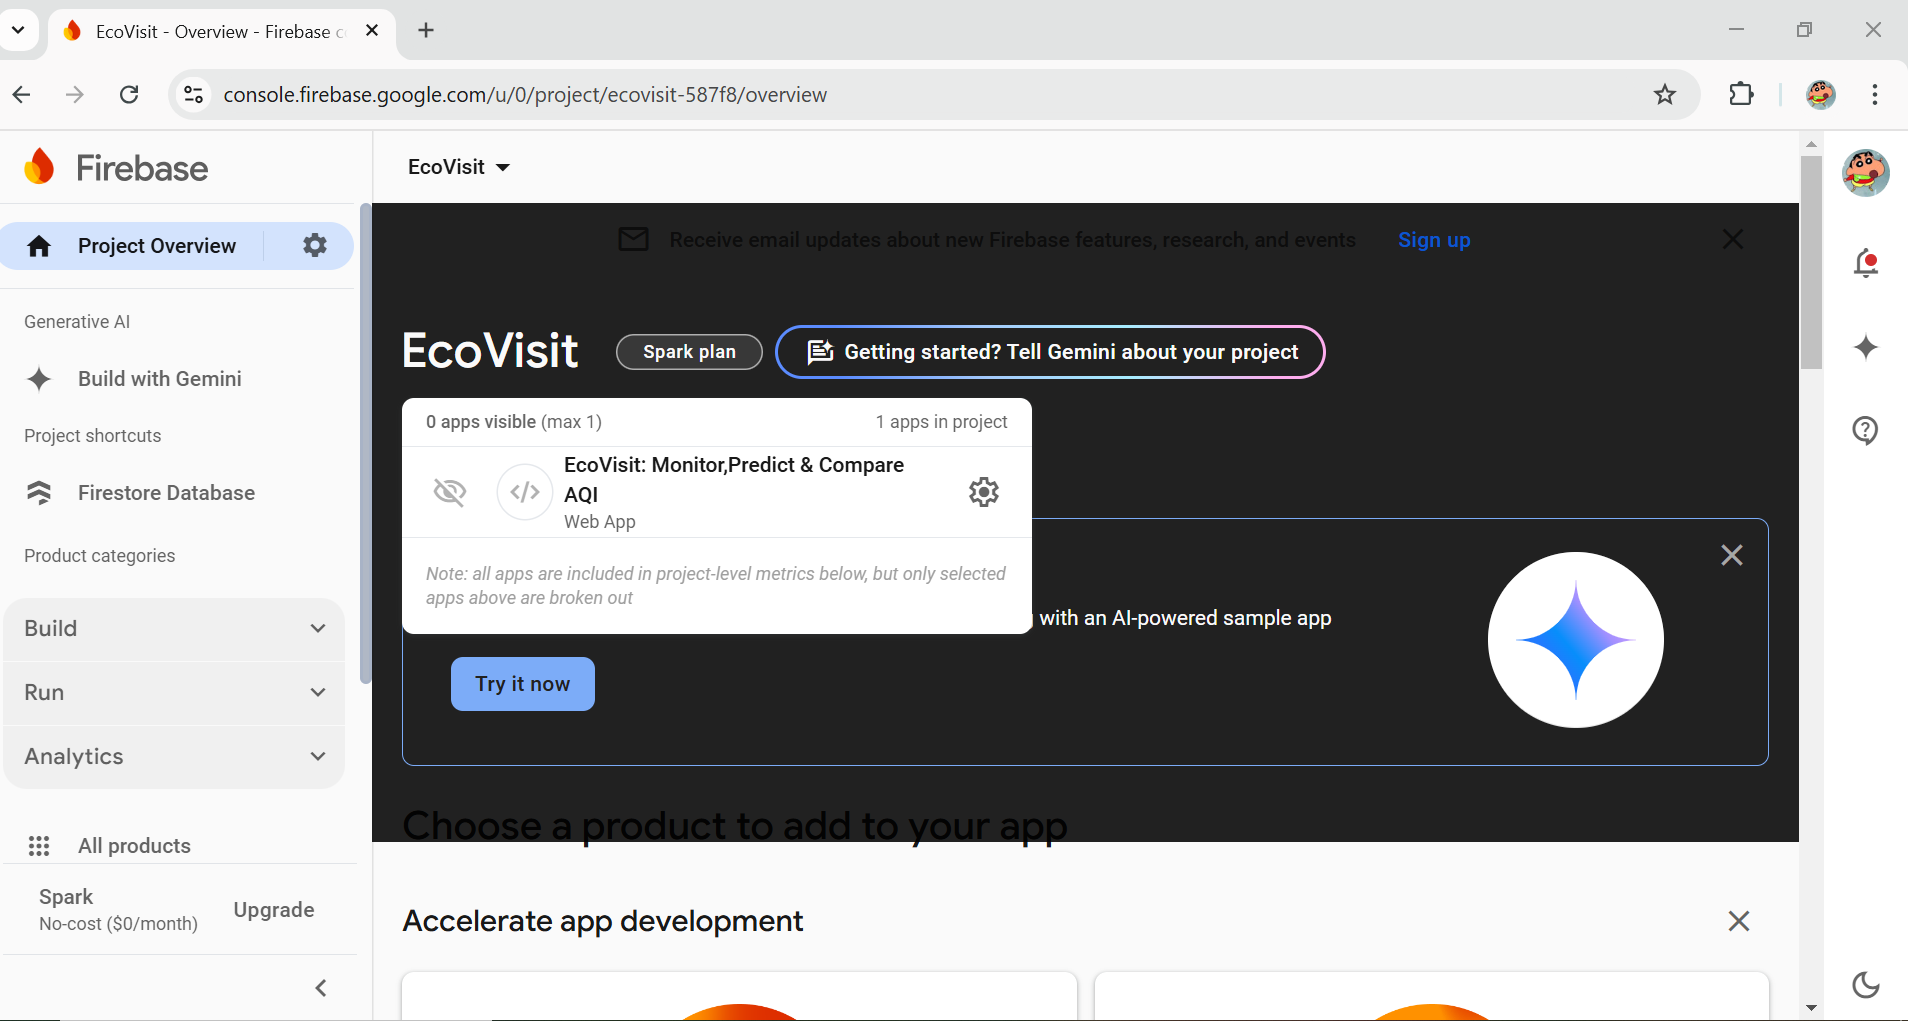 EcoVisit - Overview - Firebase c
console.firebase.google.com/u/0/project/ecovisit-587f8/overview
Firebase
EcoVisit
Project Overview
Receive email updates about new Firebase features, research, and events Sign up
Generative AI
EcoVisit
Spark plan
Getting started? Tell Gemini about your project
Build with Gemini
0 apps visible (max 1)
1 apps in project
Project shortcuts
EcoVisit: Monitor,Predict & Compare
AQI
Web App
Firestore Database
Product categories
Note: all apps are included in project-level metrics below, but only selected
apps above are broken out
with an AI-powered sample app
Build
Try it now
Run
Analytics
Choose a product to add to your app
All products
Spark
No-cost ($0/month)
Upgrade
Accelerate app development